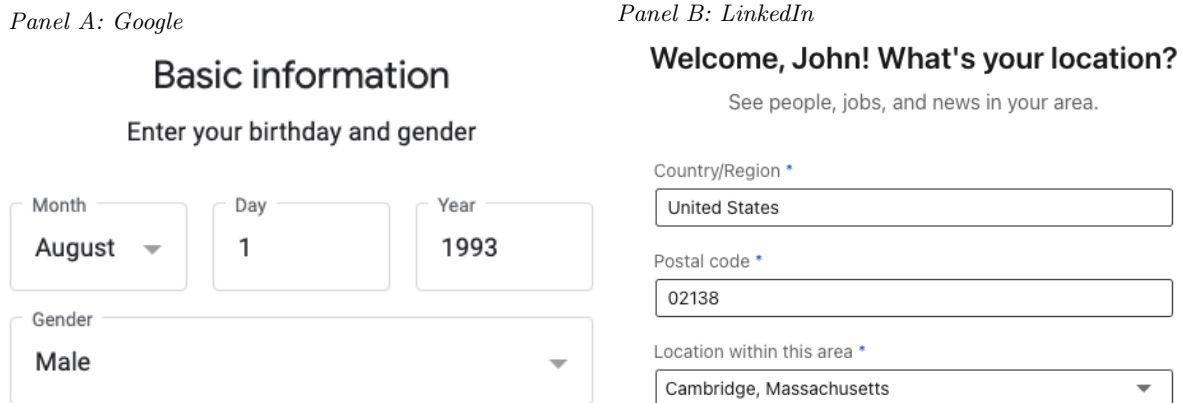 Panel A: Google
Basic information
Enter your birthday and gender
Month
August
Day
1
Year
1993
Gender
Male
Panel B: LinkedIn
Welcome, John! What's your location?
See people, jobs, and news in your area.
Country/Region *
United States
Postal code *
02138
Location within this area *
Cambridge, Massachusetts